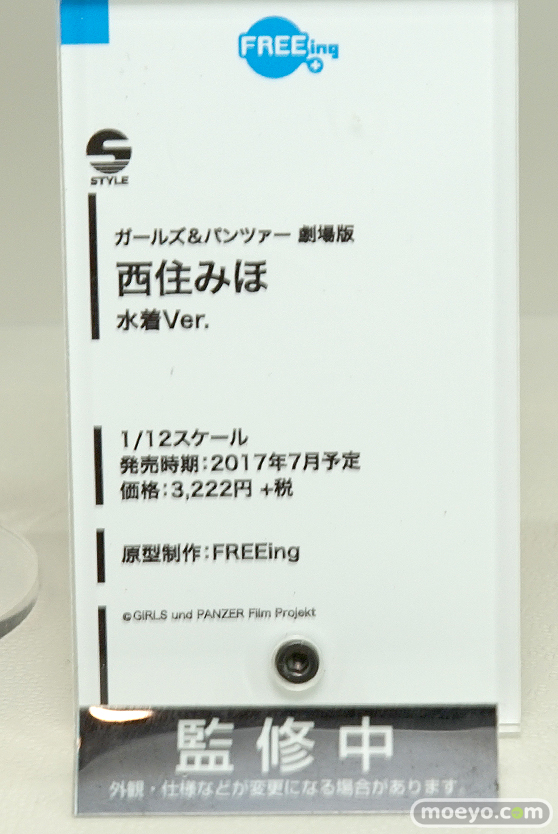 FREEing
S
STYLE
ガールズ&パンツァー 劇場版
西住みほ
水着Ver.
1/12スケール
発売時期：2017年7月予定
価格：3,222円 +税
原型制作：FREEing
©GIRLS und PANZER Film Projekt
監修中
外観・仕様などが変更になる場合があります。
moeyo.com